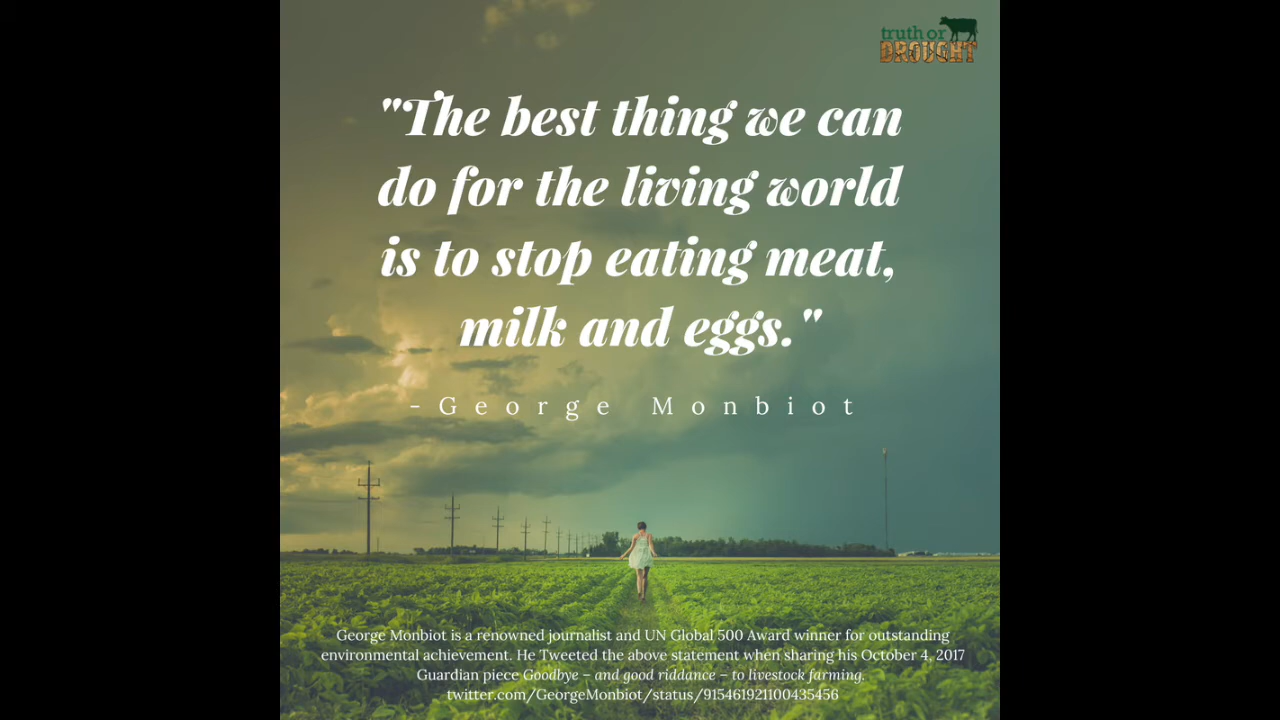 truth or
DROUGHT
"The best thing we can
do for the living world
is to stop eating meat,
milk and eggs."
- George Monbiot
George Monbiot is a renowned journalist and UN Global 500 Award winner for outstanding
environmental achievement. He Tweeted the above statement when sharing his October 4, 2017
Guardian piece Goodbye – and good riddance – to livestock farming.
twitter.com/GeorgeMonbiot/status/915461921100435456